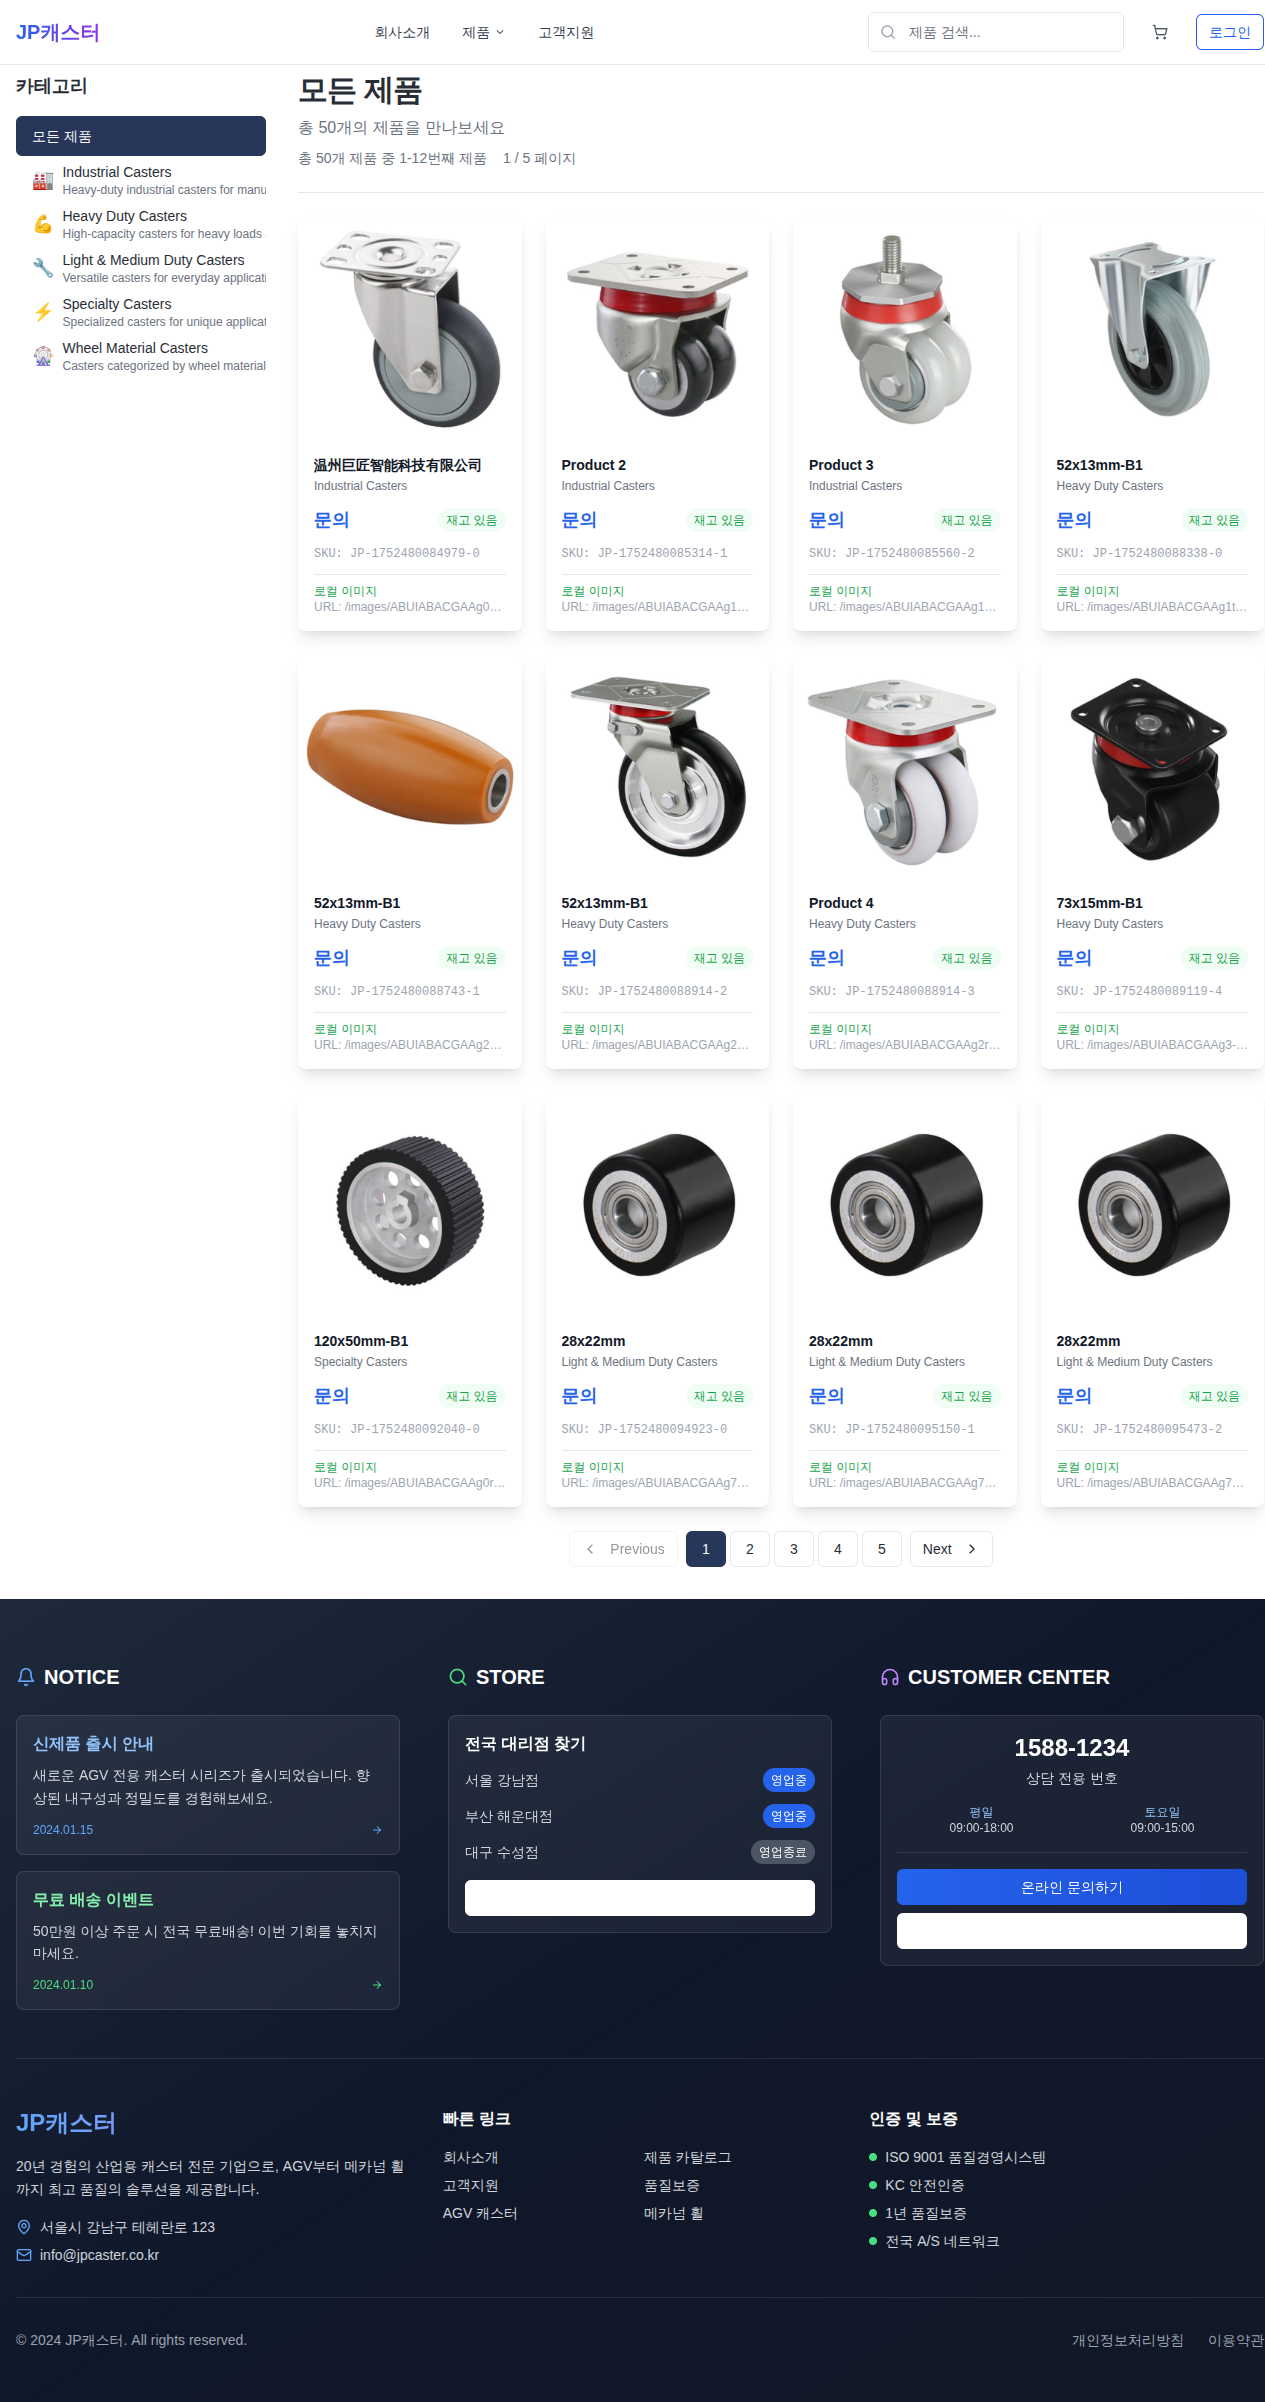 JP캐스터
회사소개
제품
고객지원
제품 검색...
로그인
카테고리
모든 제품
Industrial Casters
Heavy-duty industrial casters for manu
Heavy Duty Casters
High-capacity casters for heavy loads
Light & Medium Duty Casters
Versatile casters for everyday applicati
Specialty Casters
Specialized casters for unique applicat
Wheel Material Casters
Casters categorized by wheel material
모든 제품
총 50개의 제품을 만나보세요
총 50개 제품 중 1-12번째 제품 1 / 5 페이지
温州巨匠智能科技有限公司
Industrial Casters
문의
재고 있음
SKU: JP-1752480084979-0
로컬 이미지
URL: /images/ABUIABACGAAg0...
Product 2
Industrial Casters
문의
재고 있음
SKU: JP-1752480085314-1
로컬 이미지
URL: /images/ABUIABACGAAg1...
Product 3
Industrial Casters
문의
재고 있음
SKU: JP-1752480085560-2
로컬 이미지
URL: /images/ABUIABACGAAg1...
52x13mm-B1
Heavy Duty Casters
문의
재고 있음
SKU: JP-1752480088338-0
로컬 이미지
URL: /images/ABUIABACGAAg1t...
52x13mm-B1
Heavy Duty Casters
문의
재고 있음
SKU: JP-1752480088743-1
로컬 이미지
URL: /images/ABUIABACGAAg2...
52x13mm-B1
Heavy Duty Casters
문의
재고 있음
SKU: JP-1752480088914-2
로컬 이미지
URL: /images/ABUIABACGAAg2...
Product 4
Heavy Duty Casters
문의
재고 있음
SKU: JP-1752480088914-3
로컬 이미지
URL: /images/ABUIABACGAAg2r...
73x15mm-B1
Heavy Duty Casters
문의
재고 있음
SKU: JP-1752480089119-4
로컬 이미지
URL: /images/ABUIABACGAAg3-...
120x50mm-B1
Specialty Casters
문의
재고 있음
SKU: JP-1752480092040-0
로컬 이미지
URL: /images/ABUIABACGAAg0r...
28x22mm
Light & Medium Duty Casters
문의
재고 있음
SKU: JP-1752480094923-0
로컬 이미지
URL: /images/ABUIABACGAAg7...
28x22mm
Light & Medium Duty Casters
문의
재고 있음
SKU: JP-1752480095150-1
로컬 이미지
URL: /images/ABUIABACGAAg7...
28x22mm
Light & Medium Duty Casters
문의
재고 있음
SKU: JP-1752480095473-2
로컬 이미지
URL: /images/ABUIABACGAAg7...
Previous 1 2 3 4 5 Next
NOTICE
신제품 출시 안내
새로운 AGV 전용 캐스터 시리즈가 출시되었습니다. 향
상된 내구성과 정밀도를 경험해보세요.
2024.01.15
무료 배송 이벤트
50만원 이상 주문 시 전국 무료배송! 이번 기회를 놓치지
마세요.
2024.01.10
STORE
전국 대리점 찾기
서울 강남점
영업중
부산 해운대점
영업중
대구 수성점
영업종료
CUSTOMER CENTER
1588-1234
상담 전용 번호
평일
09:00-18:00
토요일
09:00-15:00
온라인 문의하기
JP캐스터
20년 경험의 산업용 캐스터 전문 기업으로, AGV부터 메카넘 휠
까지 최고 품질의 솔루션을 제공합니다.
서울시 강남구 테헤란로 123
info@jpcaster.co.kr
빠른 링크
회사소개
제품 카탈로그
고객지원
품질보증
AGV 캐스터
메카넘 휠
인증 및 보증
ISO 9001 품질경영시스템
KC 안전인증
1년 품질보증
전국 A/S 네트워크
© 2024 JP캐스터. All rights reserved.
개인정보처리방침
이용약관